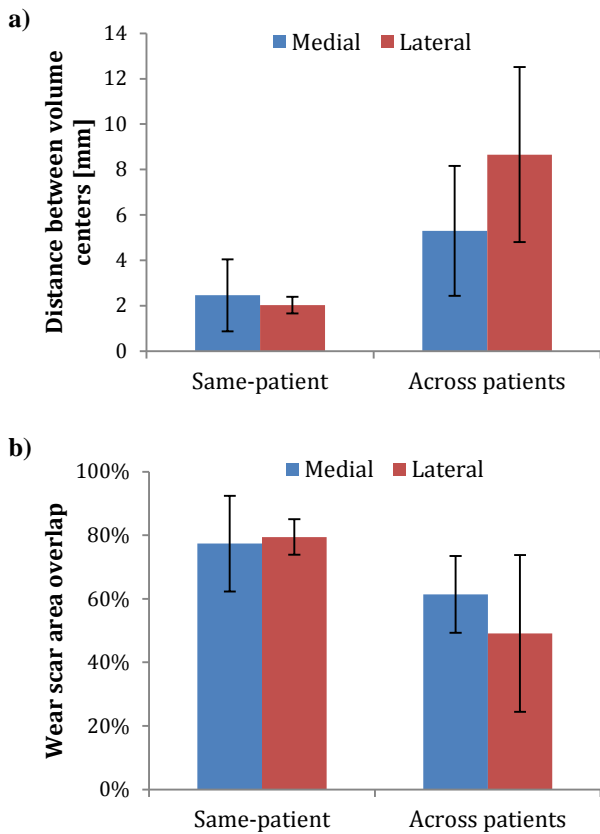 a)
Distance between volume
centers [mm]
14
12
10
8
6
4
2
0
Medial Lateral
Same-patient Across patients
b)
Wear scar area overlap
100%
80%
60%
40%
20%
0%
Medial Lateral
Same-patient Across patients